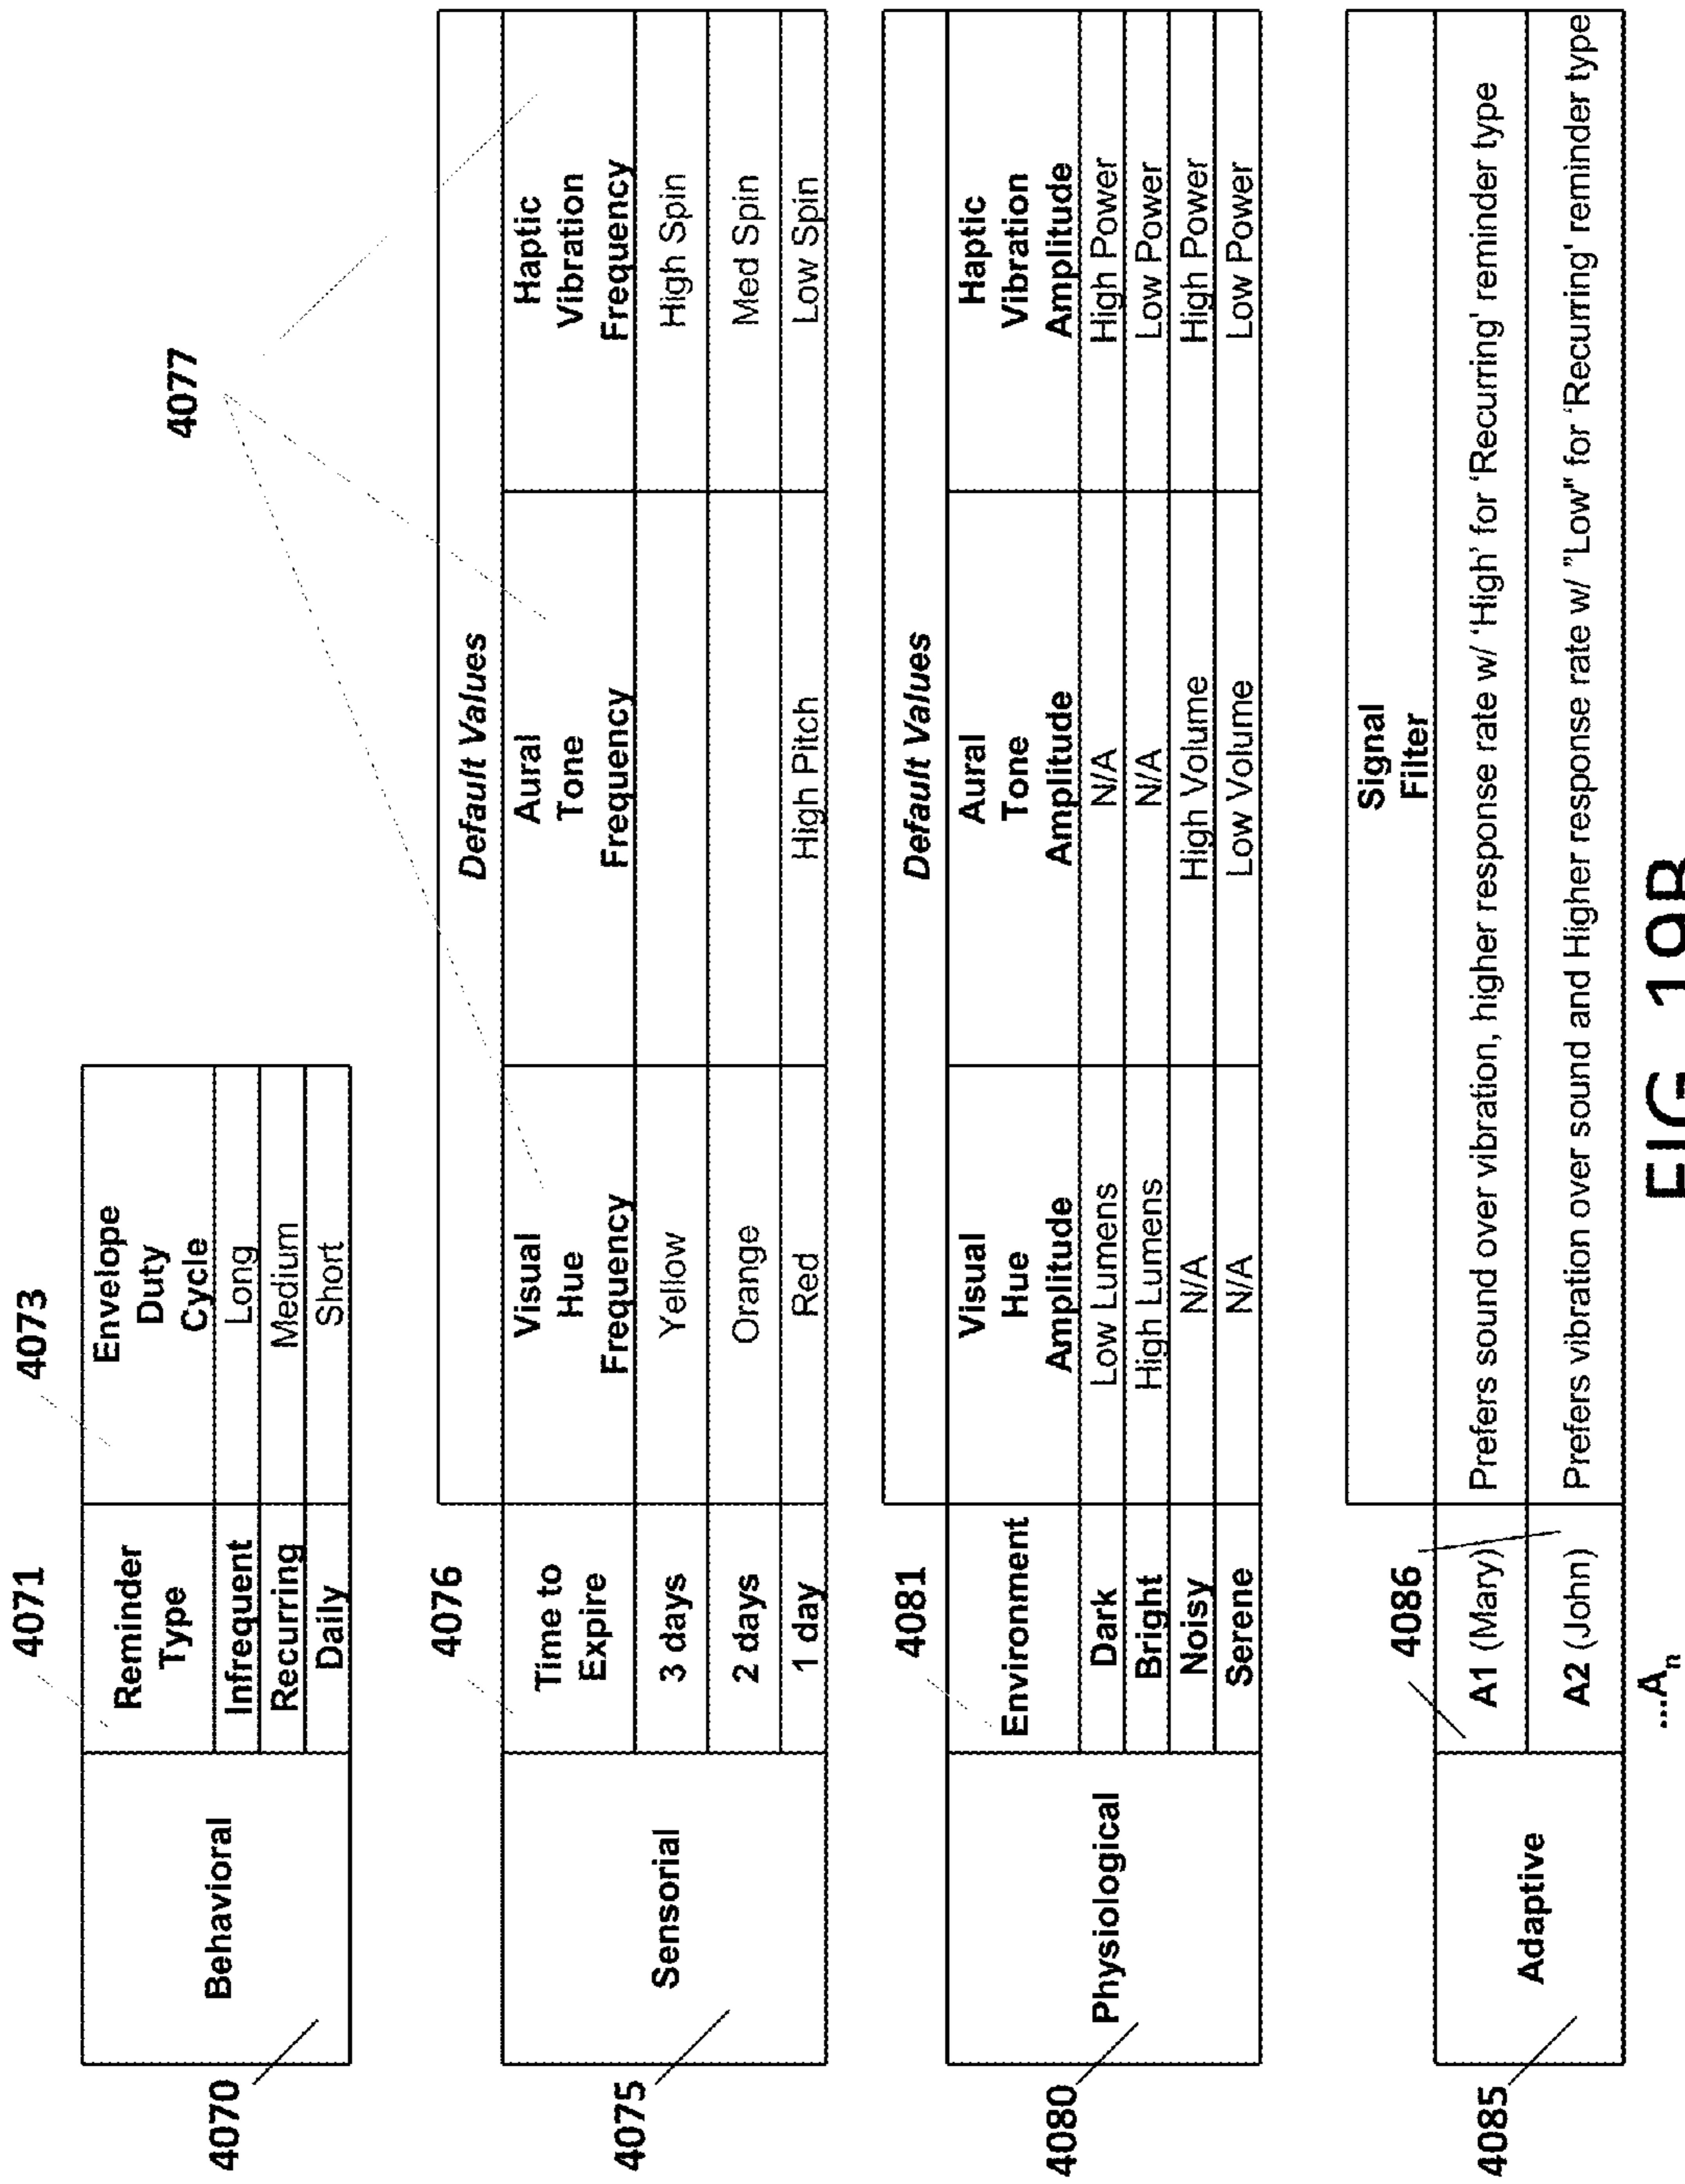 4071
4073
Behavioral
Reminder
Type
Envelope
Duty
Cycle
Infrequent
Long
Recurring
Medium
Daily
Short
4070
4077
4076
Default Values
Sensorial
Time to
Expire
Visual
Hue
Frequency
Aural
Tone
Frequency
Haptic
Vibration
Frequency
3 days
Yellow
High Spin
2 days
Orange
Med Spin
1 day
Red
High Pitch
Low Spin
4075
4081
Default Values
Physiological
Environment
Visual
Hue
Amplitude
Aural
Tone
Amplitude
Haptic
Vibration
Amplitude
Dark
Low Lumens
N/A
High Power
Bright
High Lumens
N/A
Low Power
Noisy
N/A
High Volume
High Power
Serene
N/A
Low Volume
Low Power
4080
4086
Signal
Filter
Adaptive
A1 (Mary)
Prefers sound over vibration, higher response rate w/ ‘High’ for ‘Recurring’ reminder type
A2 (John)
Prefers vibration over sound and Higher response rate w/ ”Low” for ‘Recurring’ reminder type
4085
...An
FIG 19B